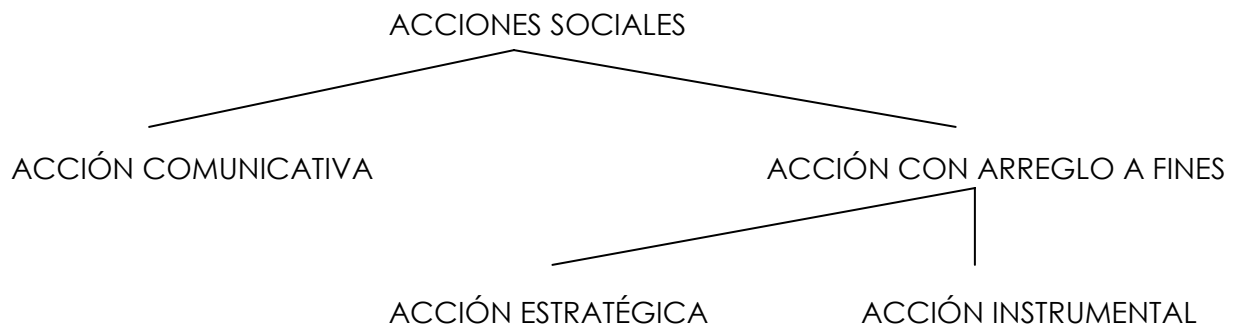 ACCIONES SOCIALES
ACCIÓN COMUNICATIVA
ACCIÓN CON ARREGLO A FINES
ACCIÓN ESTRATÉGICA
ACCIÓN INSTRUMENTAL